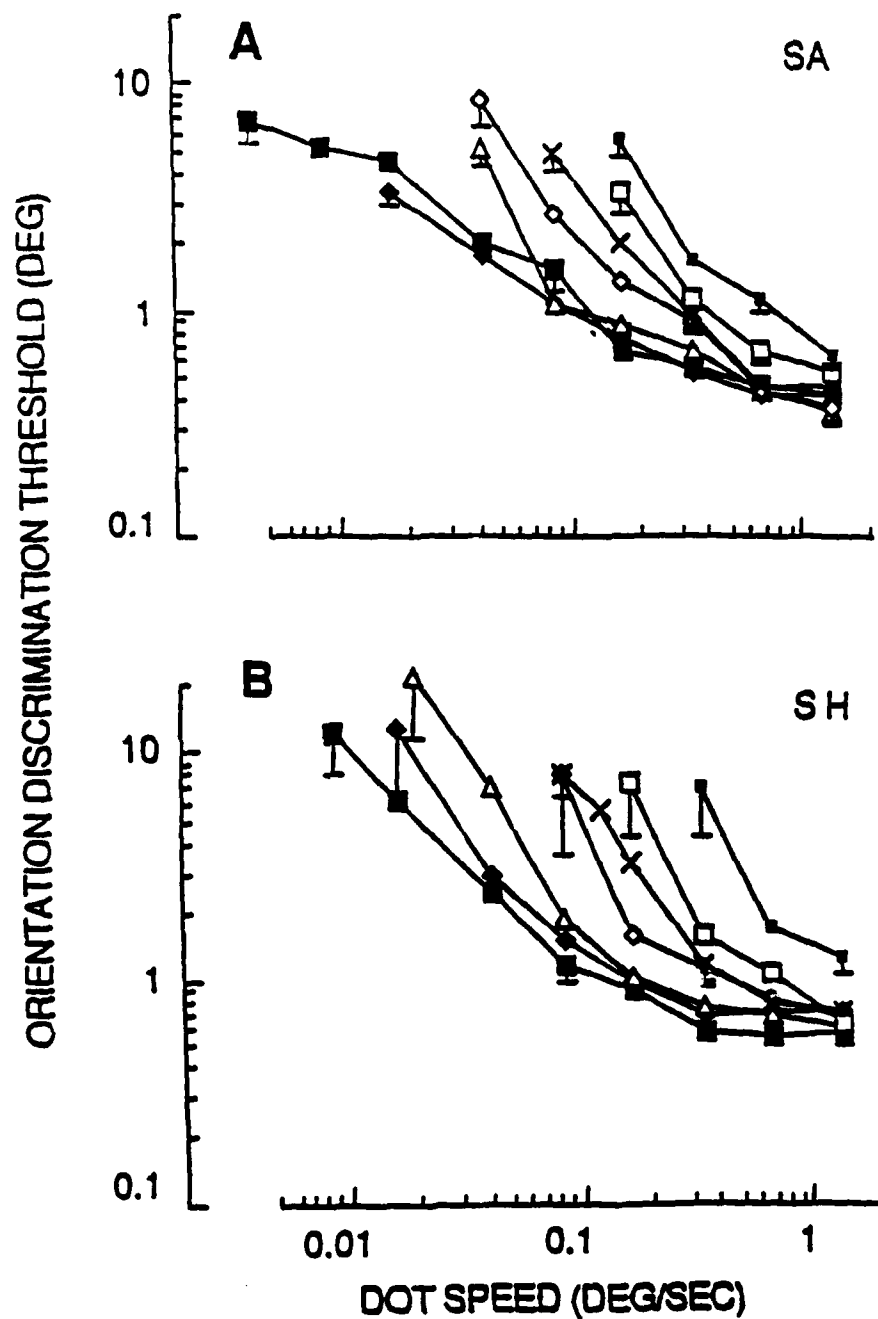 A
SA
10
1
0.1
B
SH
10
1
0.1
0.01
0.1
1
DOT SPEED (DEG/SEC)
ORIENTATION DISCRIMINATION THRESHOLD (DEG)